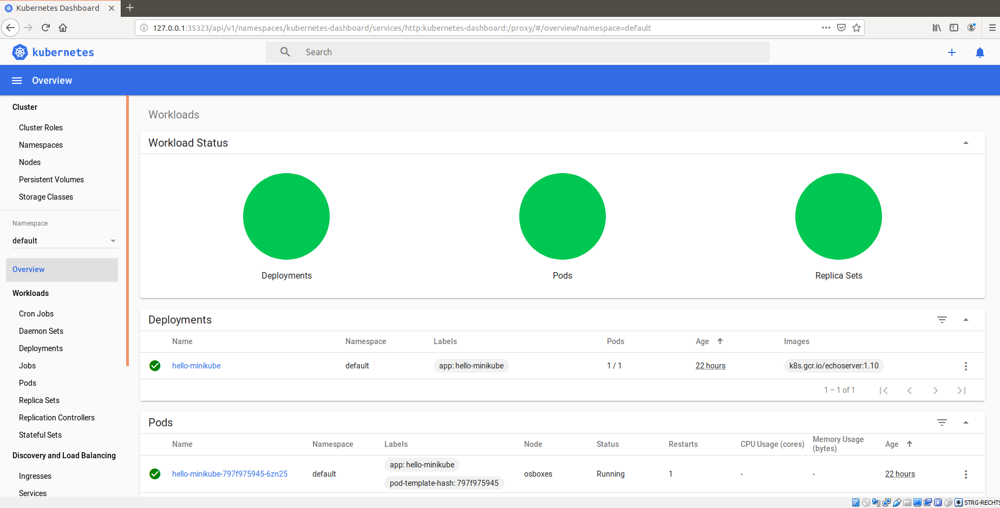 Kubernetes Dashboard
127.0.0.1:35323/api/v1/namespaces/kubernetes-dashboard/services/http:kubernetes-dashboard:/proxy/#/overview?namespace=default
kubernetes
Search
Overview
Cluster
Cluster Roles
Namespaces
Nodes
Persistent Volumes
Storage Classes
Namespace
default
Overview
Workloads
Cron Jobs
Daemon Sets
Deployments
Jobs
Pods
Replica Sets
Replication Controllers
Stateful Sets
Discovery and Load Balancing
Ingresses
Services
Workloads
Workload Status
Deployments Pods Replica Sets
Deployments
Name Namespace Labels Pods Age Images
hello-minikube default app: hello-minikube 1 / 1 22 hours k8s.gcr.io/echoserver:1.10
1 – 1 of 1
Pods
Name Namespace Labels Node Status Restarts CPU Usage (cores) Memory Usage (bytes) Age
hello-minikube-797f975945-6zn25 default app: hello-minikube osboxes Running 1 - - 22 hours
pod-template-hash: 797f975945
STRG-RECHTS